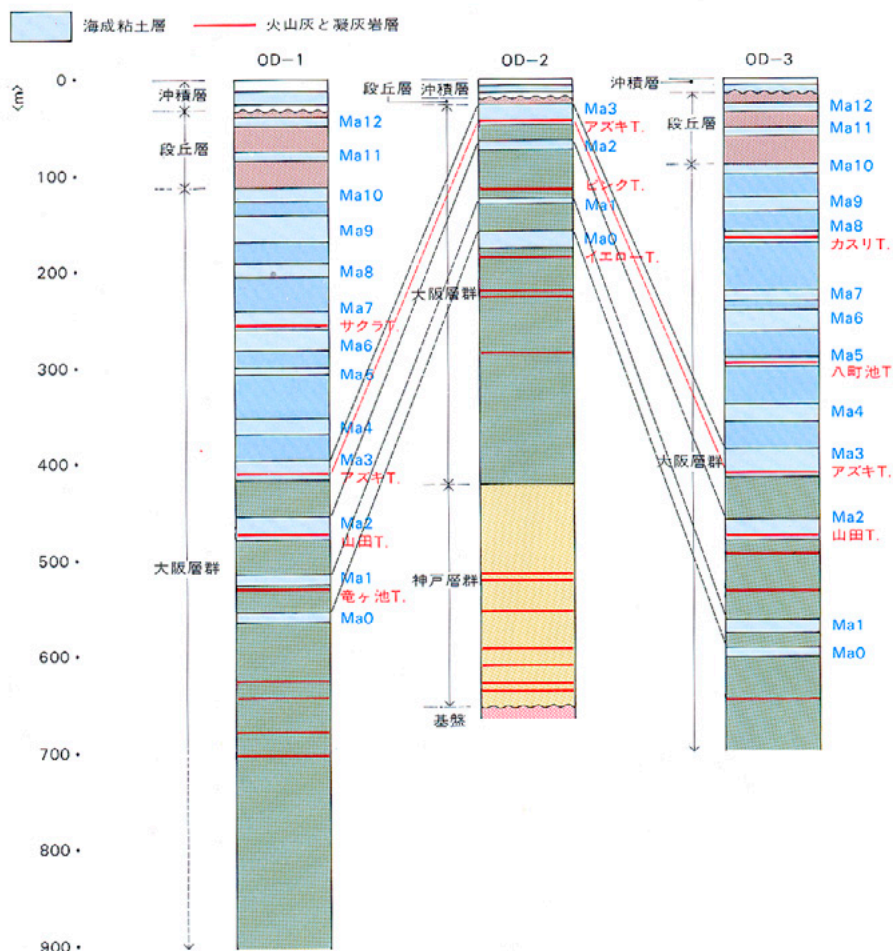 海成粘土層
火山灰と凝灰岩層
OD-1
OD-2
OD-3
<m>
0
100
200
300
400
500
600
700
800
900
沖積層
段丘層
大阪層群
Ma12
Ma11
Ma10
Ma9
Ma8
Ma7
サクラT.
Ma6
Ma5
Ma4
Ma3
アズキT.
Ma2
山田T.
Ma1
竜ヶ池T.
Ma0
段丘層
沖積層
大阪層群
神戸層群
基盤
Ma3
アズキT.
Ma2
ピンクT.
Ma1
Ma0
イエローT.
沖積層
段丘層
大阪層群
Ma12
Ma11
Ma10
Ma9
Ma8
カスリT.
Ma7
Ma6
Ma5
八町池T
Ma4
Ma3
アズキT.
Ma2
山田T.
Ma1
Ma0